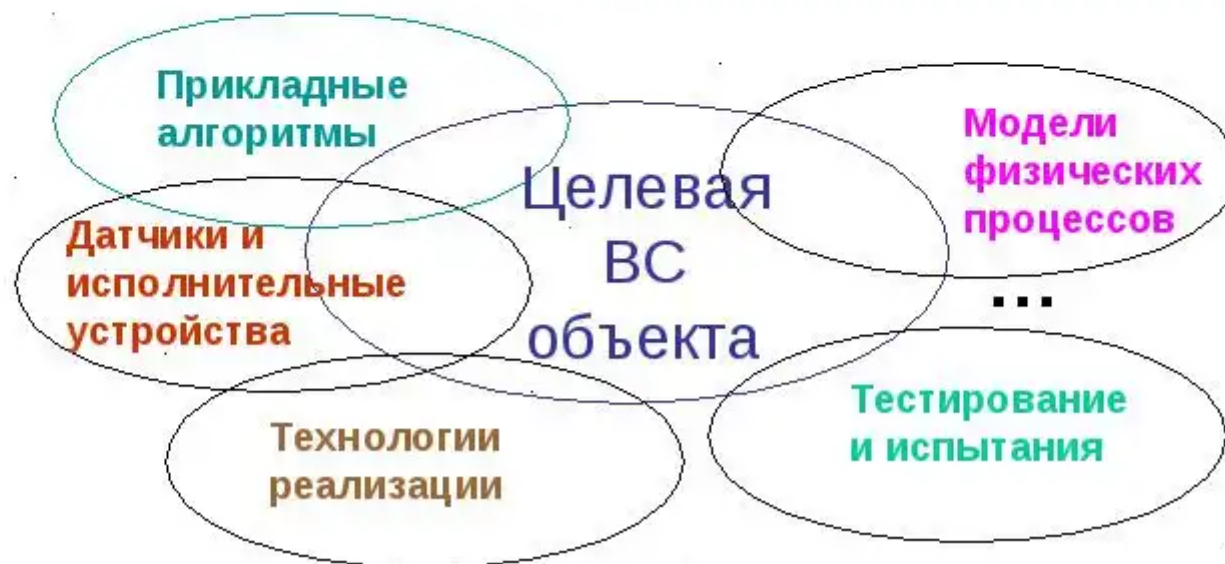 Прикладные
алгоритмы
Целевая
ВС
объекта
Модели
физических
процессов
Датчики и
исполнительные
устройства
...
Технологии
реализации
Тестирование
и испытания